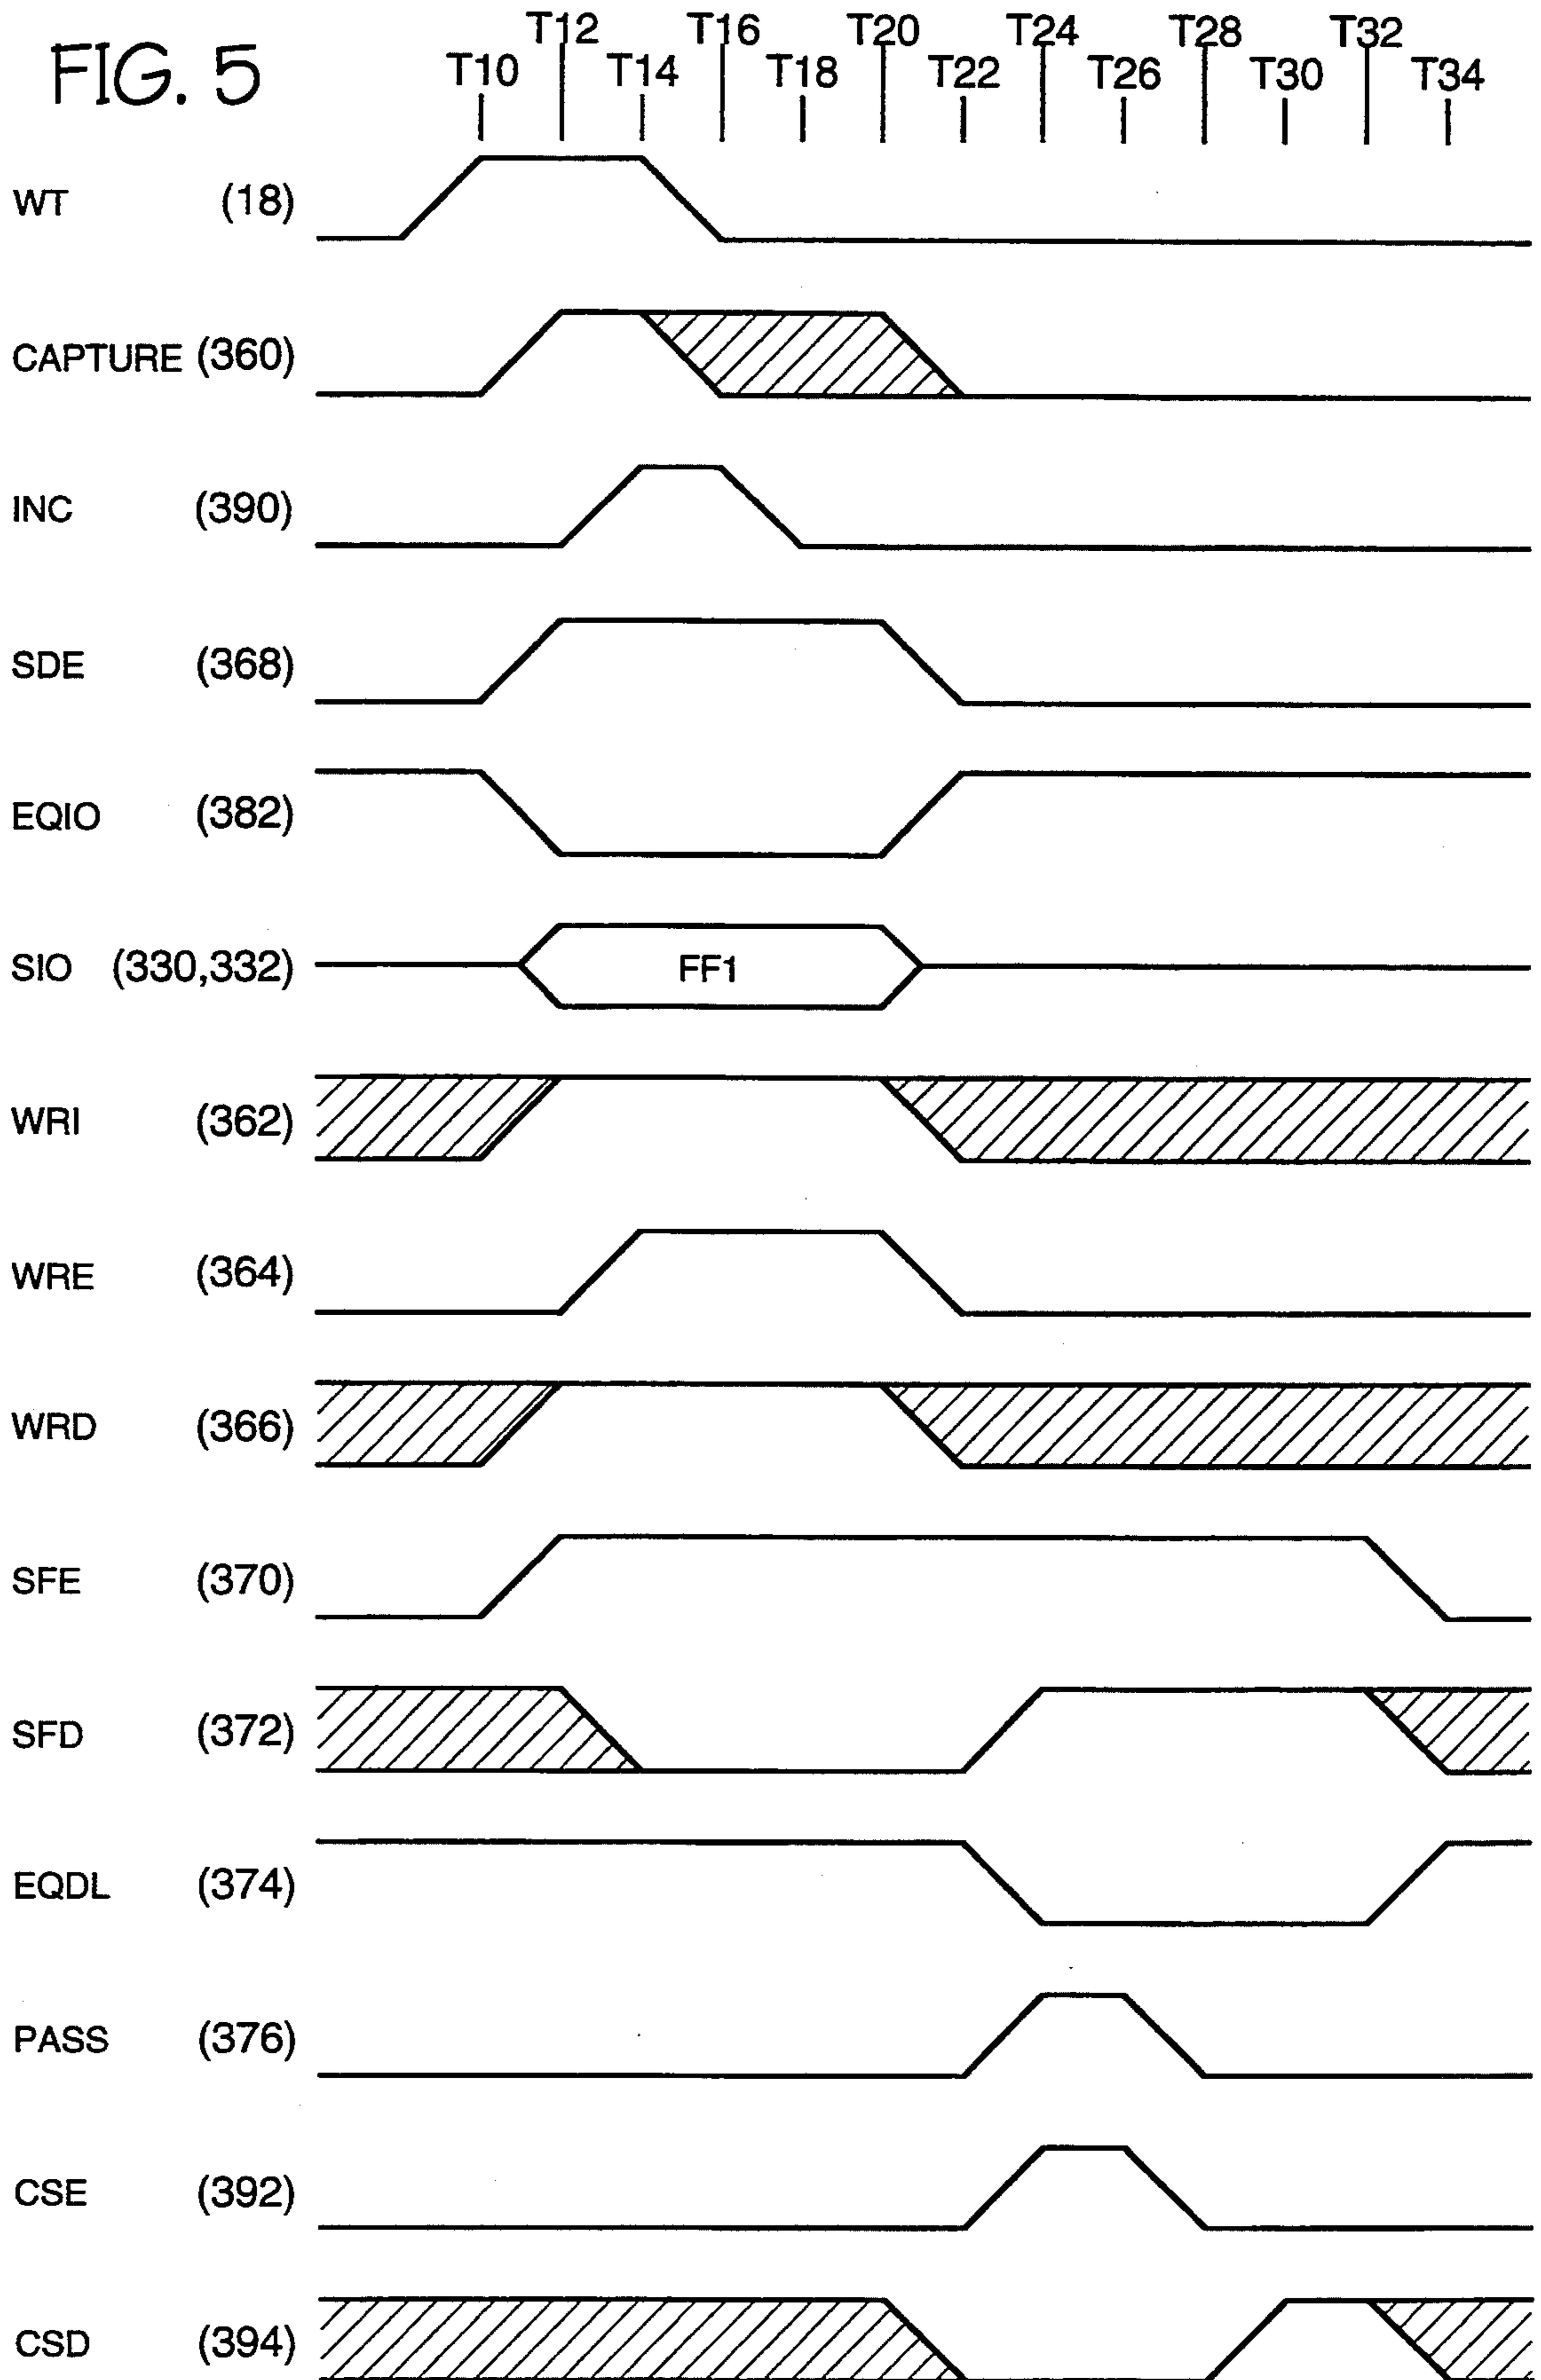 FIG. 5
T12 T16 T20 T24 T28 T32
T10 T14 T18 T22 T26 T30 T34
WT (18)
CAPTURE (360)
INC (390)
SDE (368)
EQIO (382)
SIO (330,332) FF1
WRI (362)
WRE (364)
WRD (366)
SFE (370)
SFD (372)
EQDL (374)
PASS (376)
CSE (392)
CSD (394)